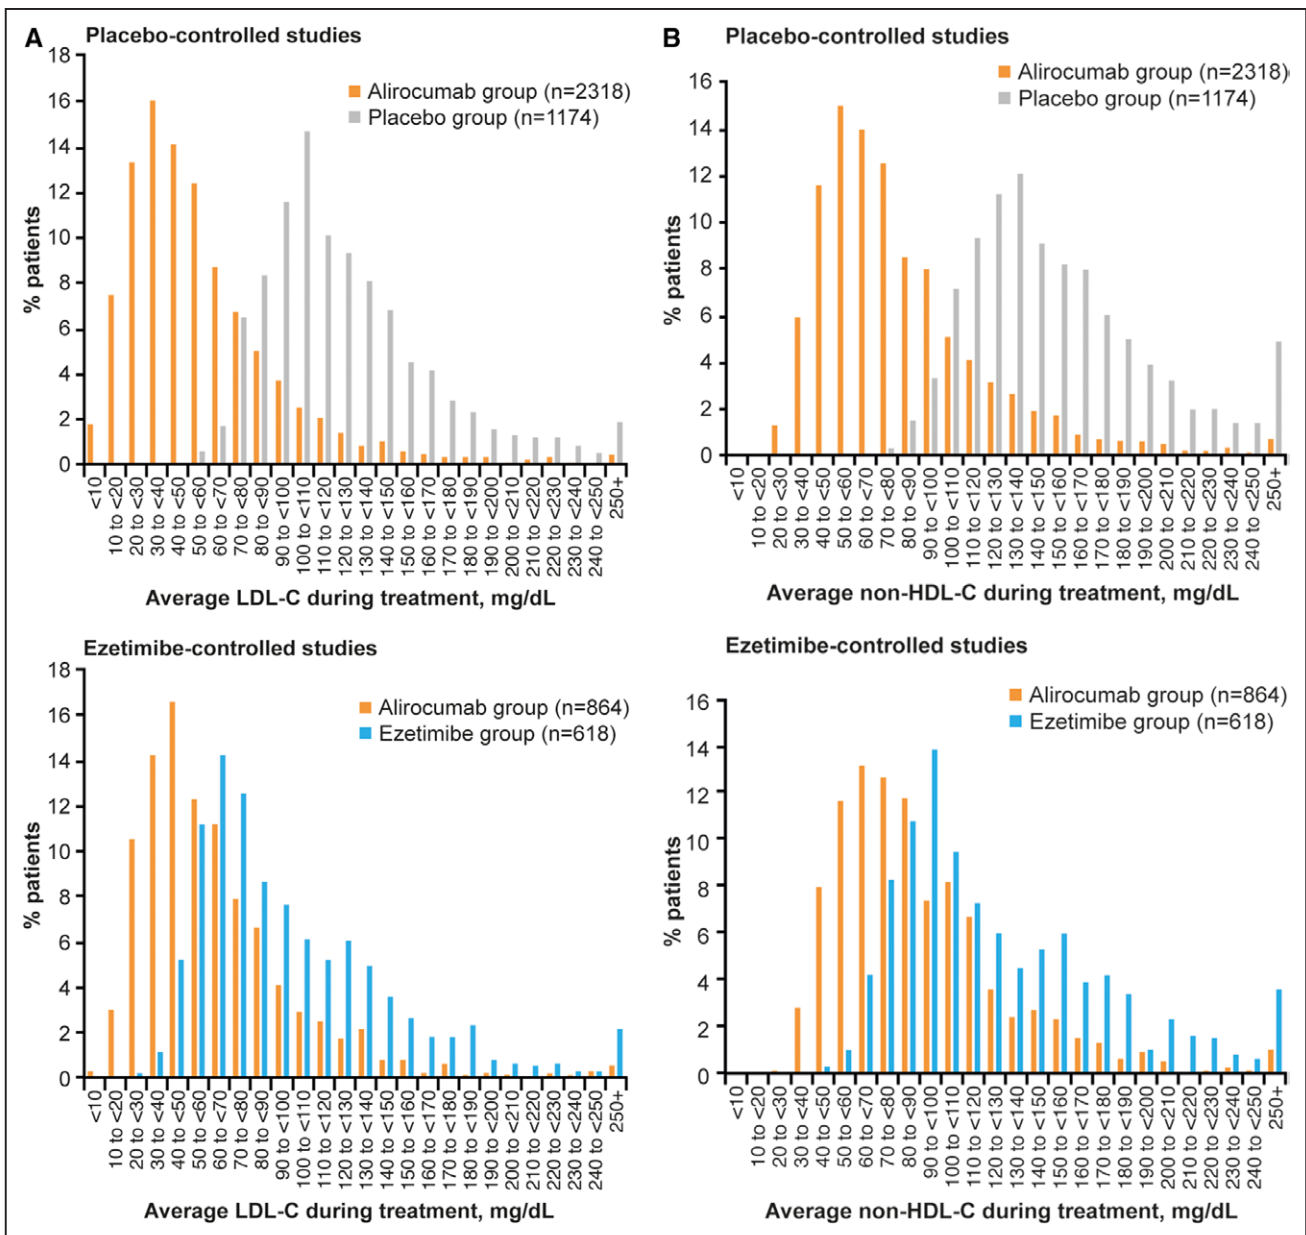 A
Placebo-controlled studies
Alirocumab group (n=2318)
Placebo group (n=1174)
% patients
18
16
14
12
10
8
6
4
2
0
<10
10 to <20
20 to <30
30 to <40
40 to <50
50 to <60
60 to <70
70 to <80
80 to <90
90 to <100
100 to <110
110 to <120
120 to <130
130 to <140
140 to <150
150 to <160
160 to <170
170 to <180
180 to <190
190 to <200
200 to <210
210 to <220
220 to <230
230 to <240
240 to <250
250+
Average LDL-C during treatment, mg/dL
B
Placebo-controlled studies
Alirocumab group (n=2318)
Placebo group (n=1174)
% patients
16
14
12
10
8
6
4
2
0
<10
10 to <20
20 to <30
30 to <40
40 to <50
50 to <60
60 to <70
70 to <80
80 to <90
90 to <100
100 to <110
110 to <120
120 to <130
130 to <140
140 to <150
150 to <160
160 to <170
170 to <180
180 to <190
190 to <200
200 to <210
210 to <220
220 to <230
230 to <240
240 to <250
250+
Average non-HDL-C during treatment, mg/dL
Ezetimibe-controlled studies
Alirocumab group (n=864)
Ezetimibe group (n=618)
% patients
18
16
14
12
10
8
6
4
2
0
<10
10 to <20
20 to <30
30 to <40
40 to <50
50 to <60
60 to <70
70 to <80
80 to <90
90 to <100
100 to <110
110 to <120
120 to <130
130 to <140
140 to <150
150 to <160
160 to <170
170 to <180
180 to <190
190 to <200
200 to <210
210 to <220
220 to <230
230 to <240
240 to <250
250+
Average LDL-C during treatment, mg/dL
Ezetimibe-controlled studies
Alirocumab group (n=864)
Ezetimibe group (n=618)
% patients
16
14
12
10
8
6
4
2
0
<10
10 to <20
20 to <30
30 to <40
40 to <50
50 to <60
60 to <70
70 to <80
80 to <90
90 to <100
100 to <110
110 to <120
120 to <130
130 to <140
140 to <150
150 to <160
160 to <170
170 to <180
180 to <190
190 to <200
200 to <210
210 to <220
220 to <230
230 to <240
240 to <250
250+
Average non-HDL-C during treatment, mg/dL